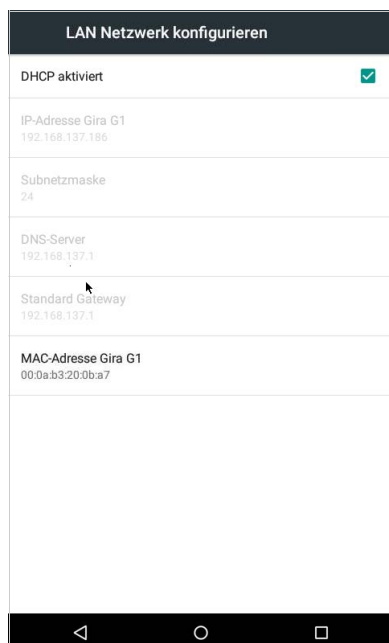 LAN Netzwerk konfigurieren
DHCP aktiviert
IP-Adresse Gira G1
192.168.137.186
Subnetzmaske
24
DNS-Server
192.168.137.1
Standard Gateway
192.168.137.1
MAC-Adresse Gira G1
00:0a:b3:20:0b:a7